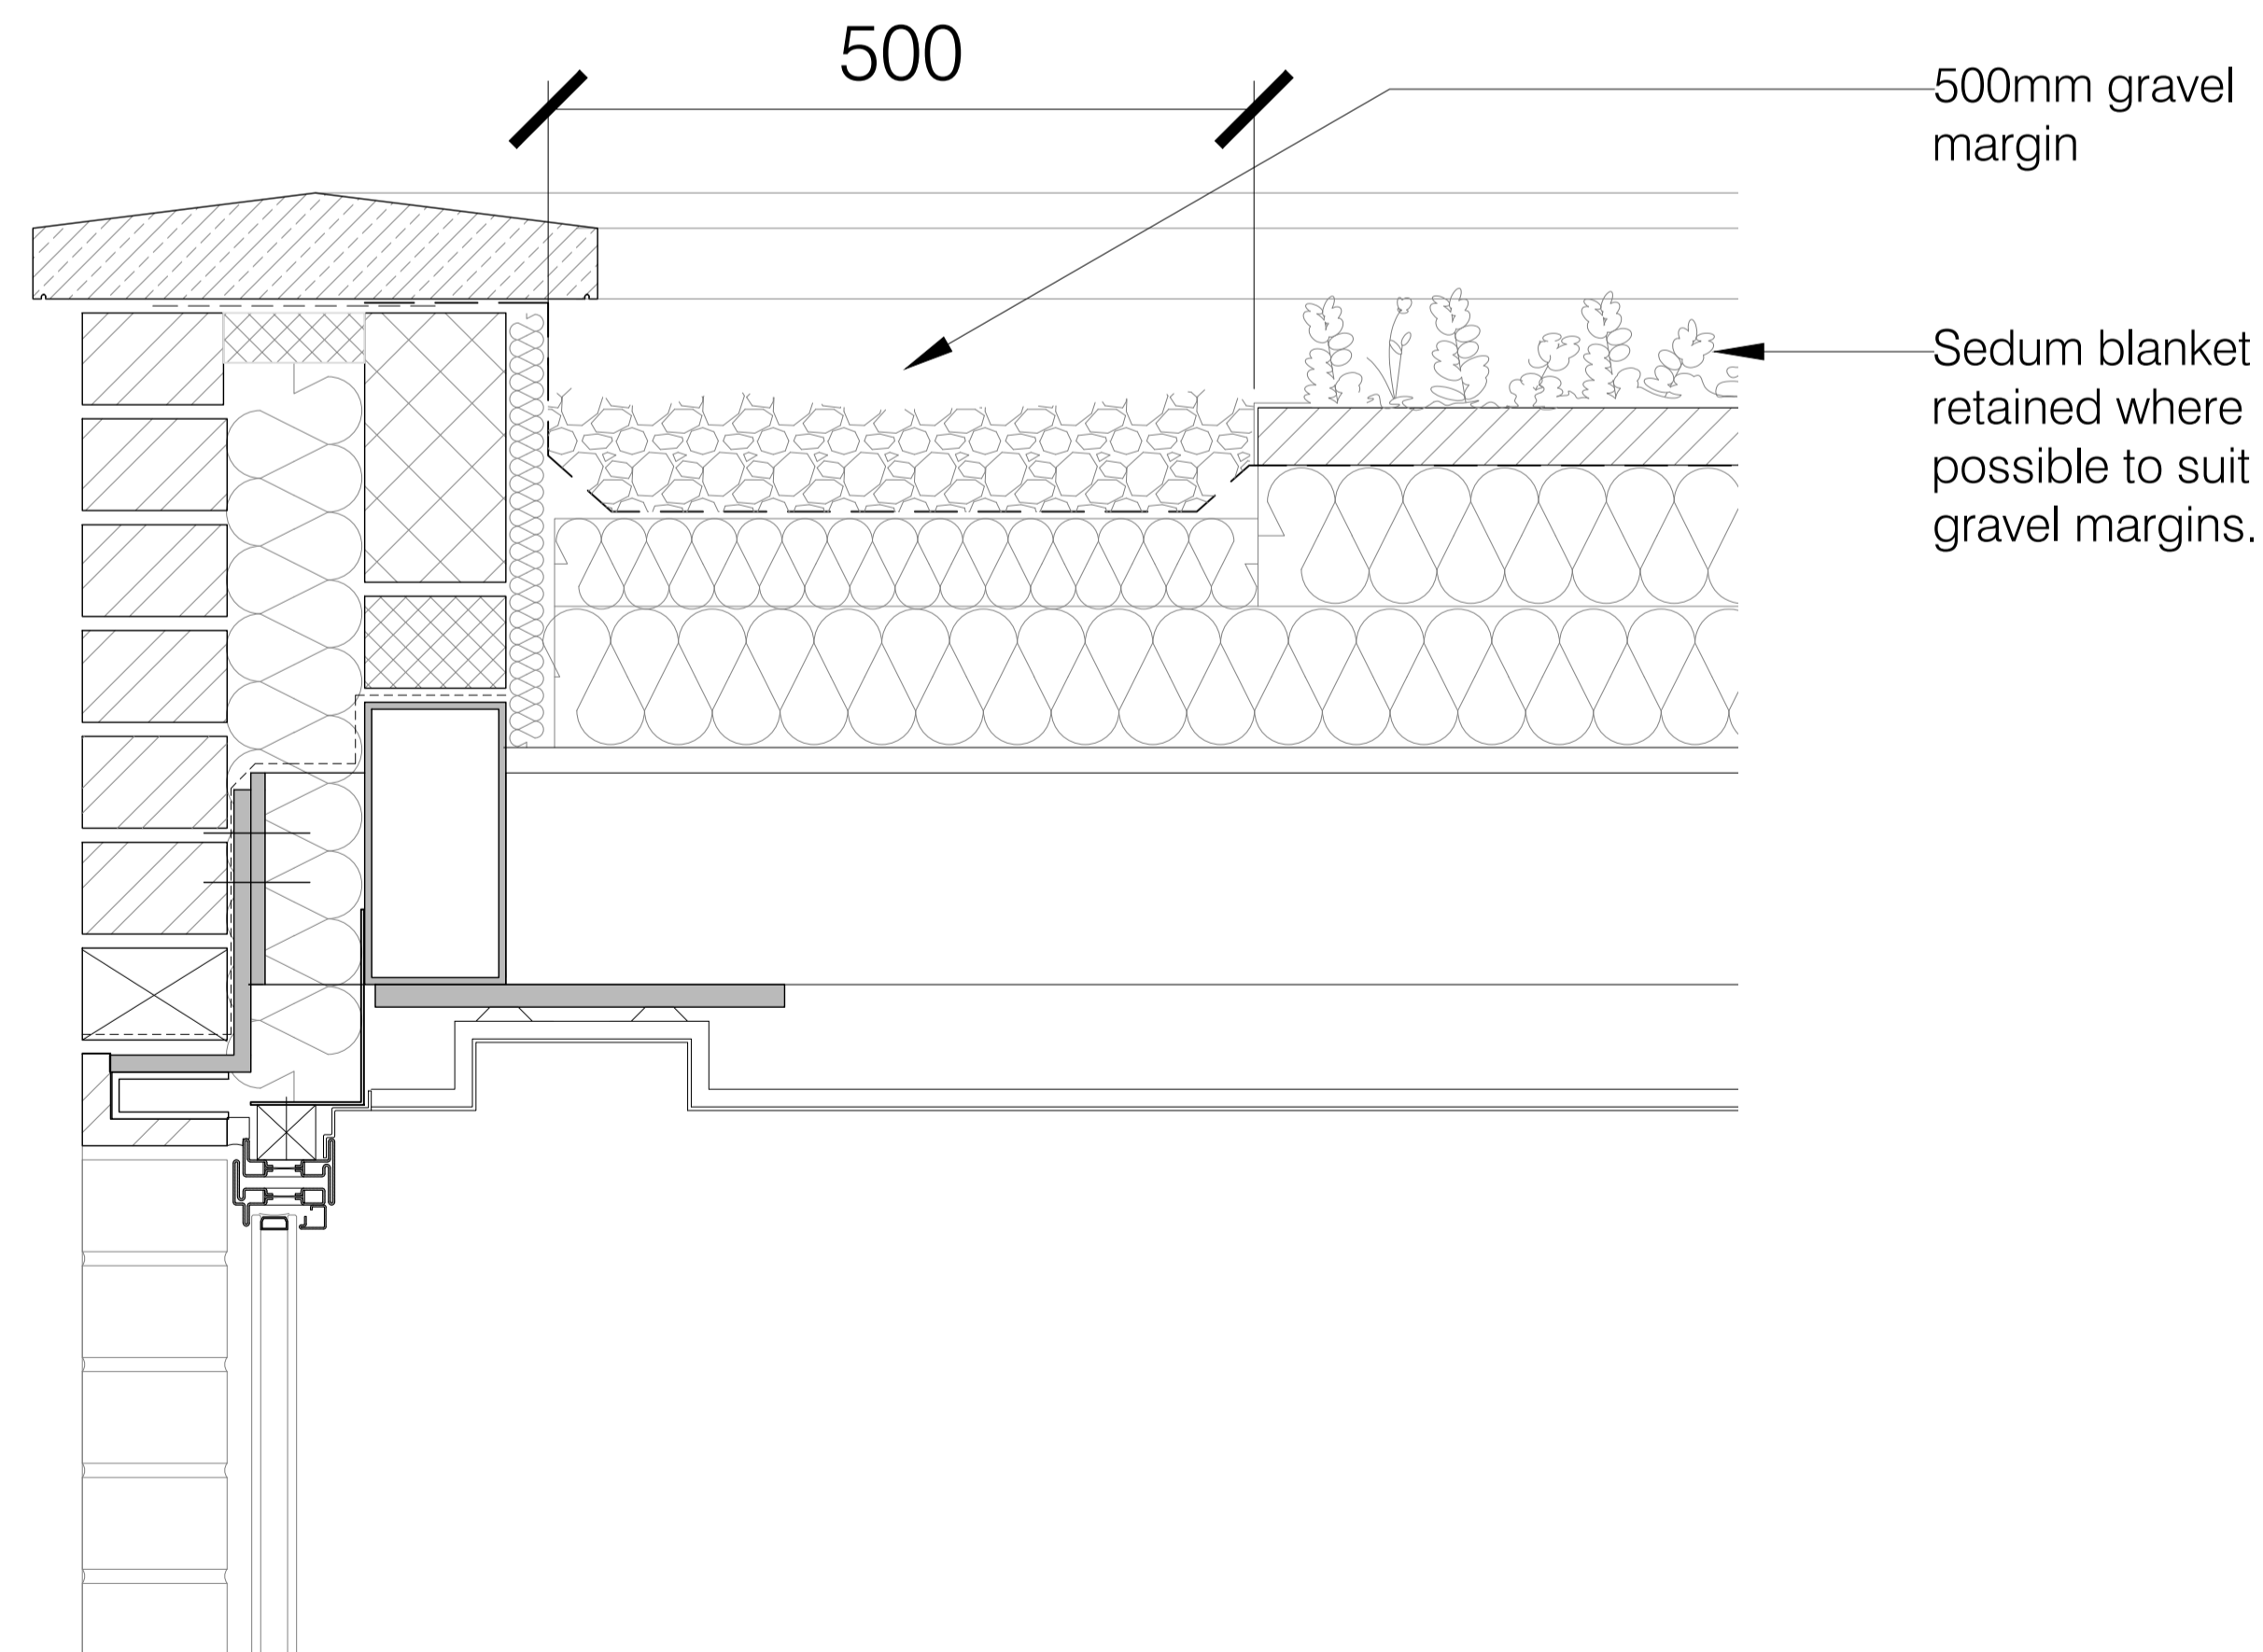 500
500mm gravel
margin
Sedum blanket
retained where
possible to suit
gravel margins.